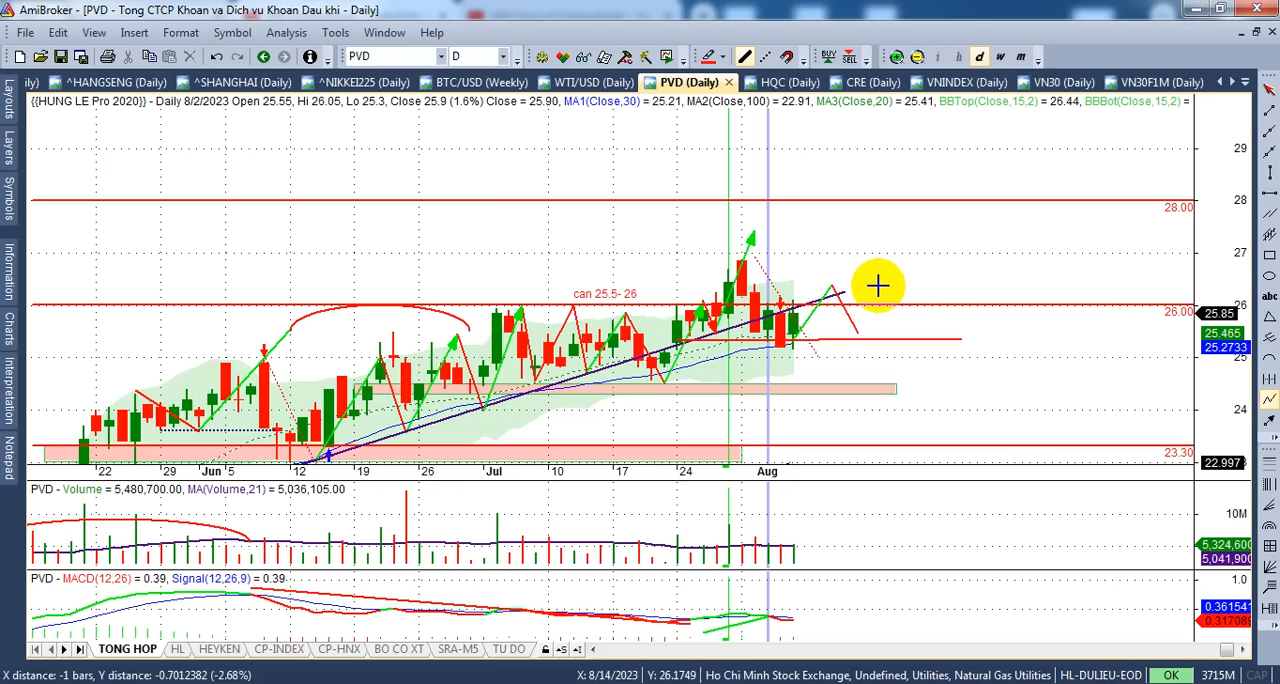 AmiBroker - [PVD - Tong CTCP Khoan va Dich vu Khoan Dau khi - Daily]
File Edit View Insert Format Symbol Analysis Tools Window Help
PVD D BUY SELL i h d w m
ily) ^HANGSENG (Daily) ^SHANGHAI (Daily) ^NIKKEI225 (Daily) BTC/USD (Weekly) WTI/USD (Daily) PVD (Daily) HQC (Daily) CRE (Daily) VNINDEX (Daily) VN30 (Daily) VN30F1M (Daily)
{{HUNG LE Pro 2020}} - Daily 8/2/2023 Open 25.55, Hi 26.05, Lo 25.3, Close 25.9 (1.6%) Close = 25.90, MA1(Close,30) = 25.21, MA2(Close,100) = 22.91, MA3(Close,20) = 25.41, BBTop(Close,15,2) = 26.44, BBBot(Close,15,2) =
Layouts
Layers
Symbols
Information
Charts
Interpretation
Notepad
abc
29
28
28.00
27
can 25.5- 26
26
26.00
25.85
25.465
25.2733
25
24
23.30
22.997
22 29 Jun 5 12 19 26 Jul 10 17 24 Aug
PVD - Volume = 5,480,700.00, MA(Volume,21) = 5,036,105.00
10M
5,324,600
5,041,900
PVD - MACD(12,26) = 0.39, Signal(12,26,9) = 0.39
1.0
0.361541
0.317089
TONG HOP HL HEYKEN CP-INDEX CP-HNX BO CO XT SRA-M5 TU DO
X distance: -1 bars, Y distance: -0.7012382 (-2.68%) X: 8/14/2023 Y: 26.1749 Ho Chi Minh Stock Exchange, Undefined, Utilities, Natural Gas Utilities HL-DULIEU-EOD OK 3715M CAP